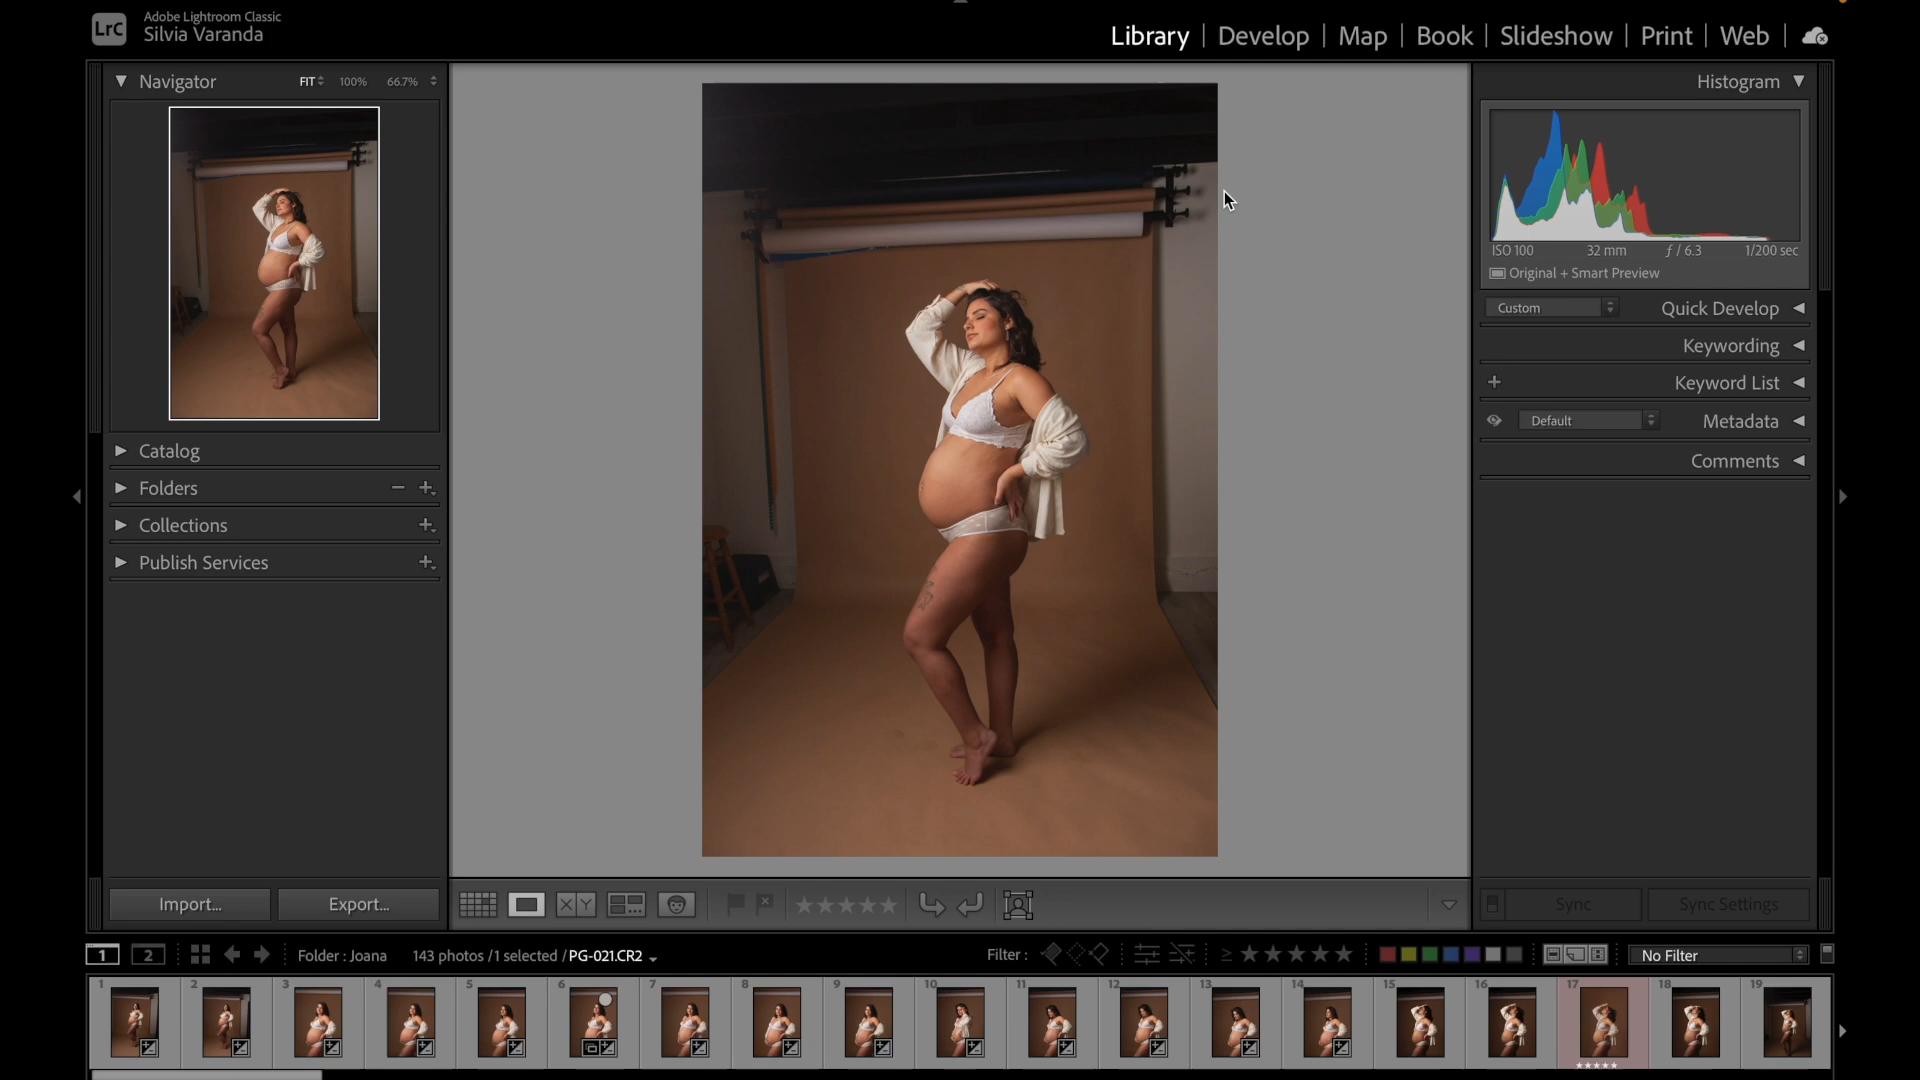 LrC
Adobe Lightroom Classic
Silvia Varanda
Library | Develop | Map | Book | Slideshow | Print | Web |
Navigator FIT 100% 66.7%
Histogram
ISO 100 32 mm ƒ / 6.3 1/200 sec
Original + Smart Preview
Custom Quick Develop
Keywording
Keyword List
Default Metadata
Comments
Catalog
Folders
Collections
Publish Services
Import... Export...
X Y
Sync Sync Settings
1 2 Folder : Joana 143 photos / 1 selected / PG-021.CR2 Filter : No Filter
1 2 3 4 5 6 7 8 9 10 11 12 13 14 15 16 17 18 19